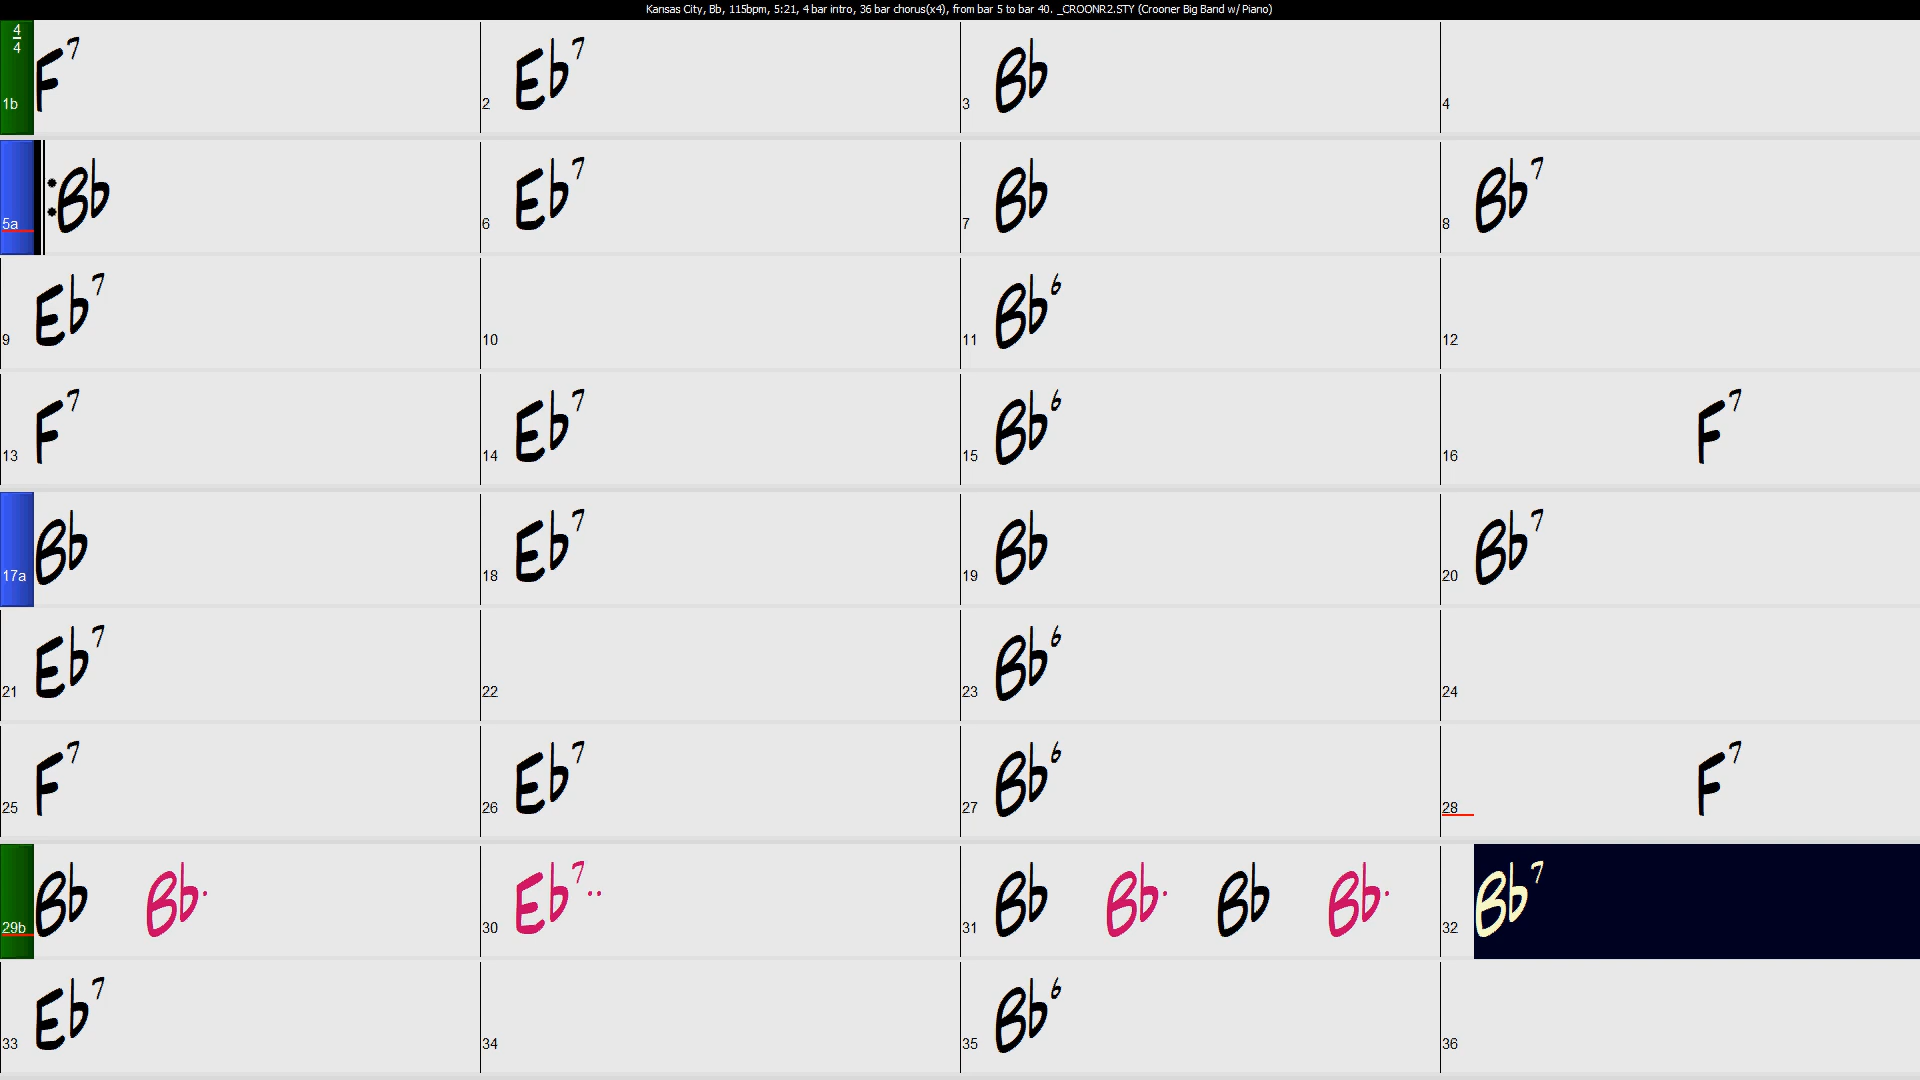 Kansas City, Bb, 115bpm, 5:21, 4 bar intro, 36 bar chorus(x4), from bar 5 to bar 40. _CROONR2.STY (Crooner Big Band w/ Piano)
4/4 1b F7 2 Eb7 3 Bb 4
5a :Bb 6 Eb7 7 Bb 8 Bb7
9 Eb7 10 11 Bb6 12
13 F7 14 Eb7 15 Bb6 16 F7
17a Bb 18 Eb7 19 Bb 20 Bb7
21 Eb7 22 23 Bb6 24
25 F7 26 Eb7 27 Bb6 28 F7
29b Bb Bb. 30 Eb7.. 31 Bb Bb. Bb Bb. 32 Bb7
33 Eb7 34 35 Bb6 36